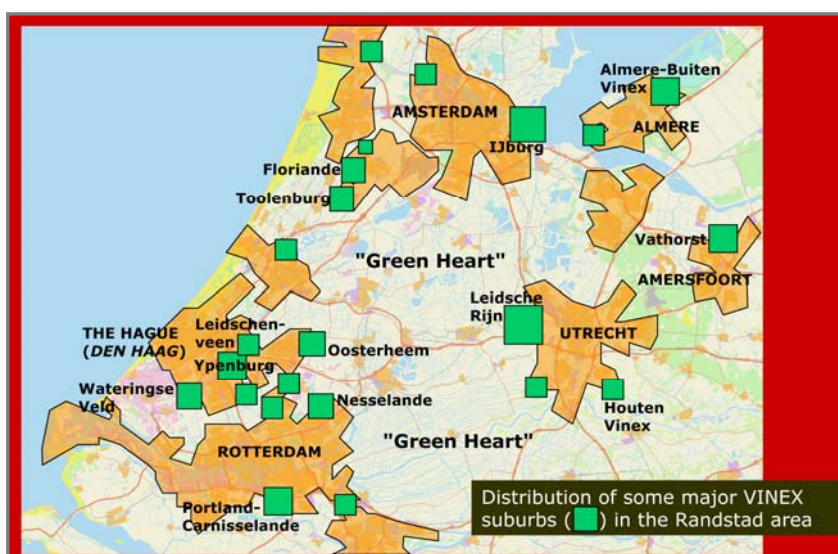 Almere-Buiten
Vinex
AMSTERDAM
ALMERE
IJburg
Floriande
Toolenburg
Vathorst
"Green Heart"
AMERSFOORT
Leidsche
Rijn
THE HAGUE
(DEN HAAG)
Leidschen-
veen
UTRECHT
Ypenburg
Oosterheem
Wateringse
Veld
Nesselande
Houten
Vinex
"Green Heart"
ROTTERDAM
Portland-
Carnisselande
Distribution of some major VINEX
suburbs ( ) in the Randstad area